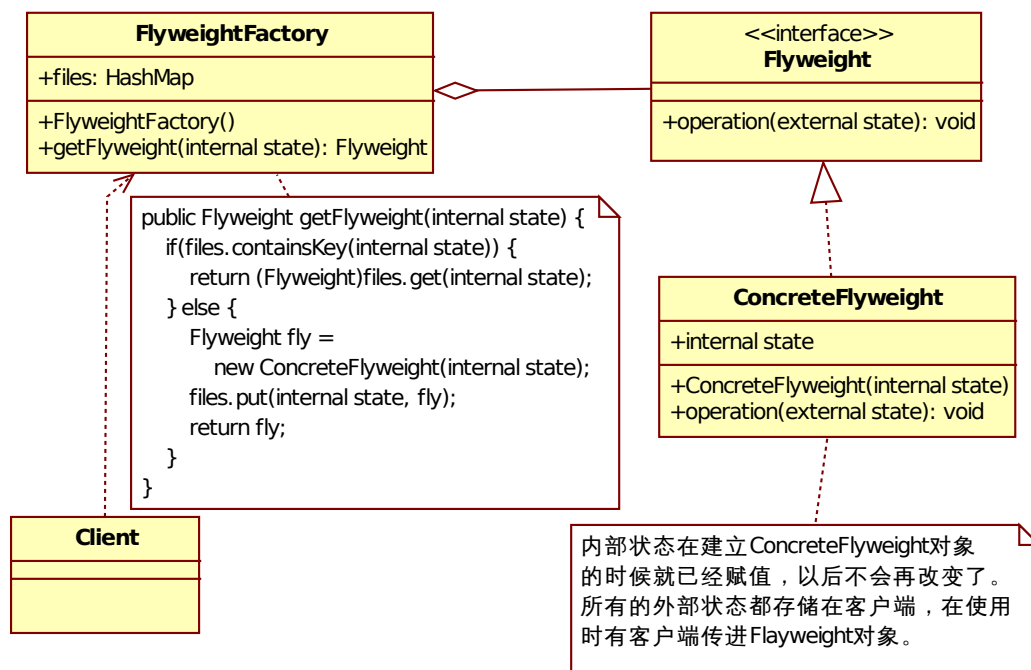 FlyweightFactory
+files: HashMap
+FlyweightFactory()
+getFlyweight(internal state): Flyweight
<<interface>>
Flyweight
+operation(external state): void
public Flyweight getFlyweight(internal state) {
if(files.containsKey(internal state)) {
return (Flyweight)files.get(internal state);
} else {
Flyweight fly =
new ConcreteFlyweight(internal state);
files.put(internal state, fly);
return fly;
}
}
ConcreteFlyweight
+internal state
+ConcreteFlyweight(internal state)
+operation(external state): void
Client
内部状态在建立ConcreteFlyweight对象
的时候就已经赋值，以后不会再改变了。
所有的外部状态都存储在客户端，在使用
时有客户端传进Flayweight对象。